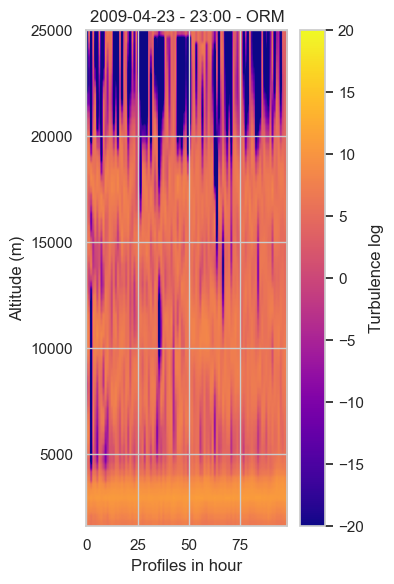 2009-04-23 - 23:00 - ORM
25000
20000
15000
10000
5000
Altitude (m)
0 25 50 75
Profiles in hour
20
15
10
5
0
−5
−10
−15
−20
Turbulence log